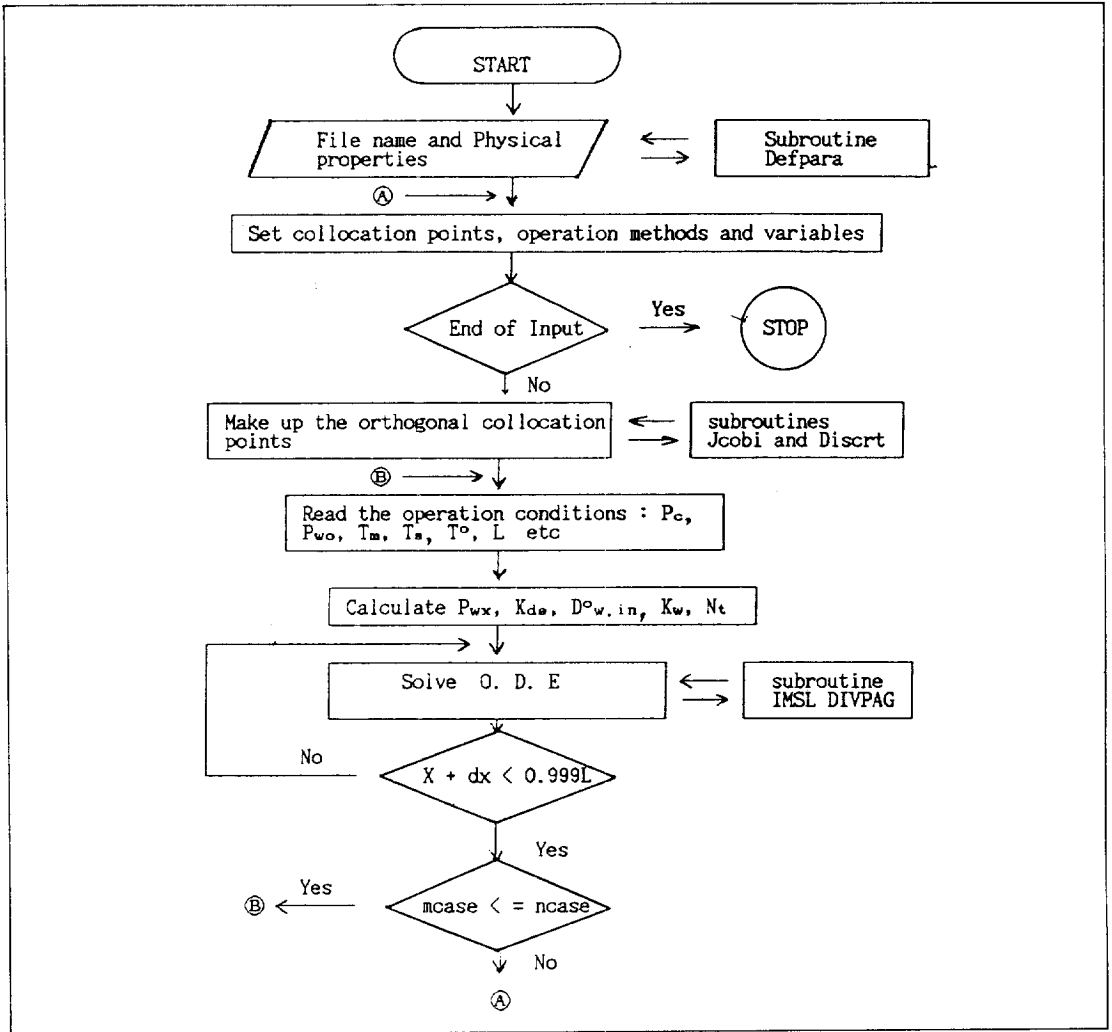 START
File name and Physical
properties
Subroutine
Defpara
Ⓐ
Set collocation points, operation methods and variables
End of Input
Yes
STOP
No
Make up the orthogonal collocation
points
subroutines
Jcobi and Discrt
Ⓑ
Read the operation conditions : Pc,
Pwo, Tm, Ts, T°, L etc
Calculate Pwx, Kde, D°w.in, Kw, Nt
Solve O. D. E
subroutine
IMSL DIVPAG
No
X + dx < 0.999L
Yes
Ⓑ
Yes
mcase < = ncase
No
Ⓐ